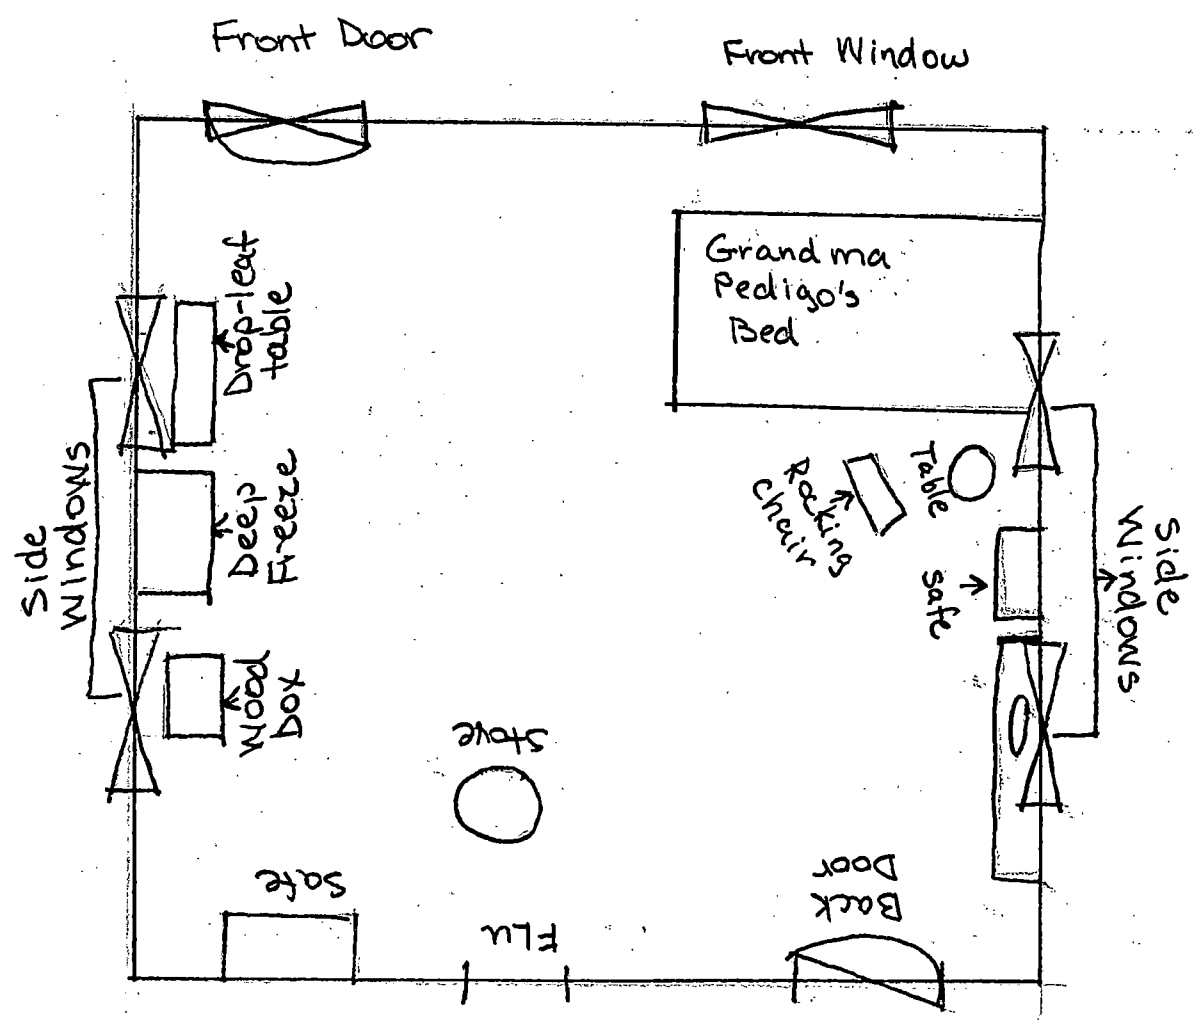 Front Door
Front Window
Grandma
Pedigo's
Bed
Drop-leaf
table
Side
Windows
Deep
Freeze
Rocking
chair
Table
Safe
Side
Windows
Wood
Box
Stove
Safe
FLu
Back
Door